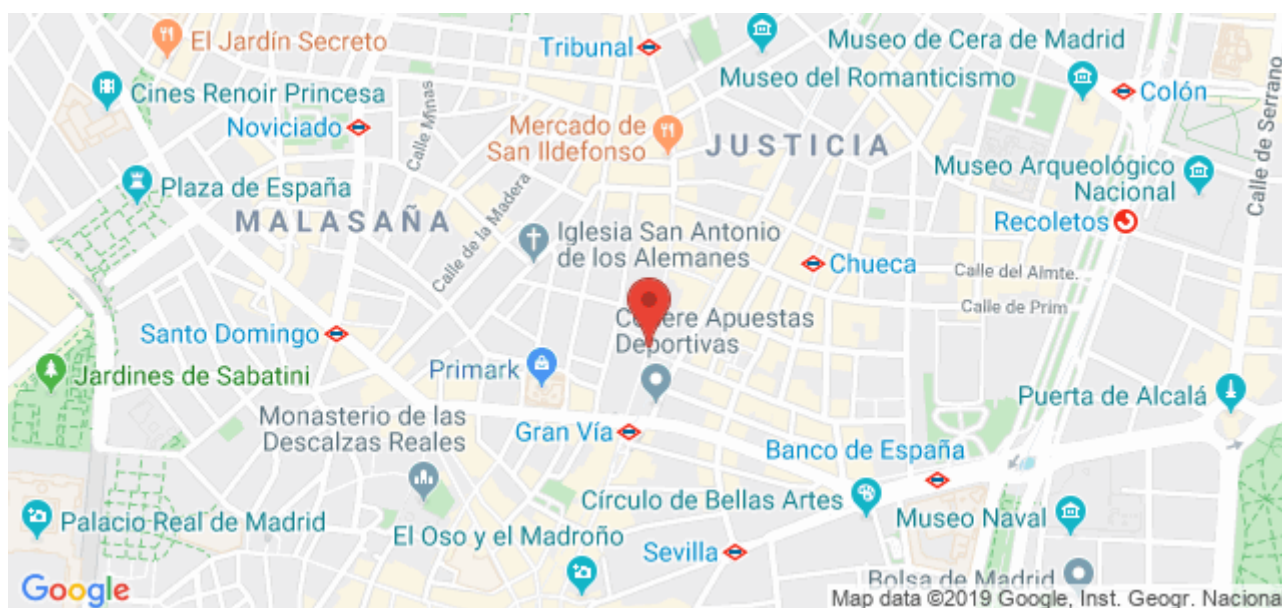 El Jardín Secreto
Tribunal
Museo de Cera de Madrid
Museo del Romanticismo
Colón
Cines Renoir Princesa
Noviciado
Calle Minas
Mercado de
San Ildefonso
JUSTICIA
Calle de Serrano
Museo Arqueológico
Nacional
Plaza de España
MALASAÑA
Calle de la Madera
Iglesia San Antonio
de los Alemanes
Recoletos
Chueca
Calle del Almte.
Calle de Prim
Santo Domingo
Apuestas
Deportivas
Jardines de Sabatini
Primark
Puerta de Alcalá
Monasterio de las
Descalzas Reales
Gran Vía
Banco de España
Círculo de Bellas Artes
Museo Naval
Palacio Real de Madrid
El Oso y el Madroño
Sevilla
Bolsa de Madrid
Google
Map data ©2019 Google, Inst. Geogr. Naciona